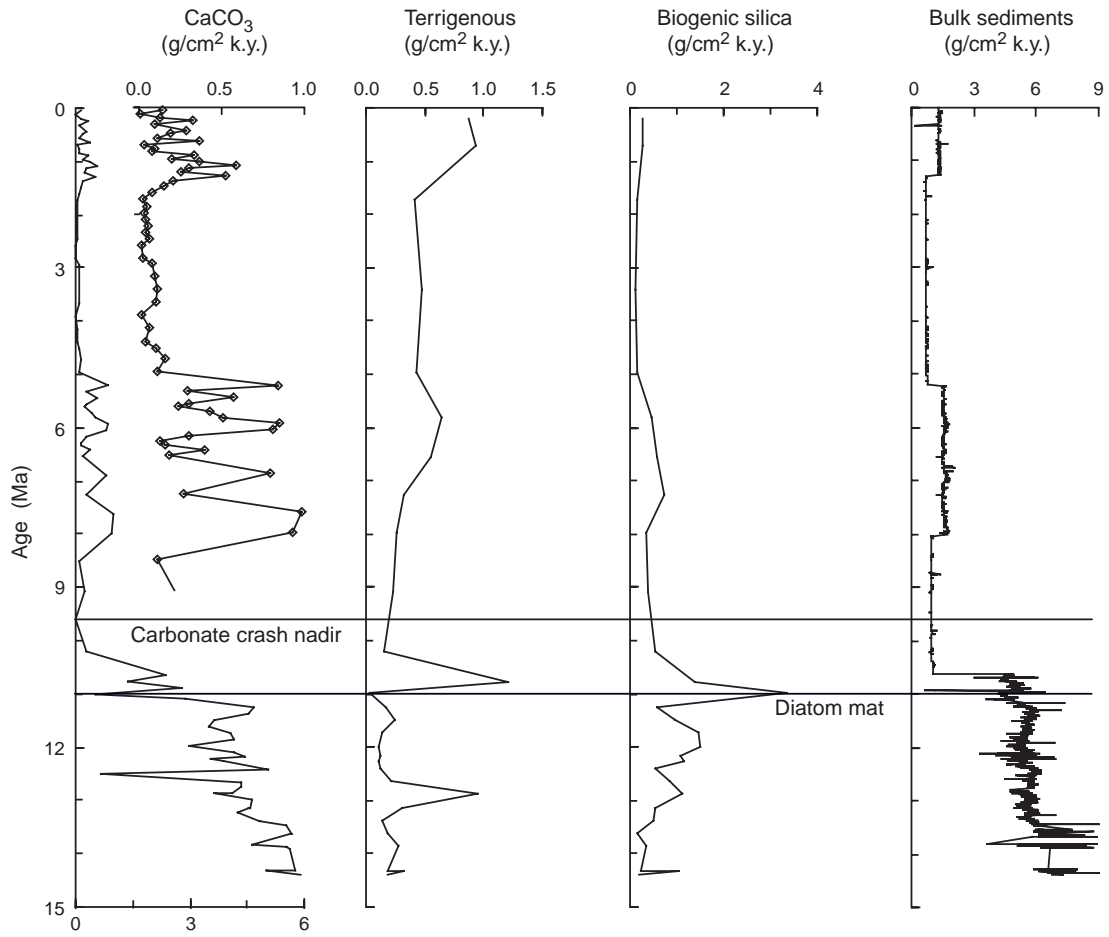 CaCO3 Terrigenous Biogenic silica Bulk sediments
(g/cm2 k.y.) (g/cm2 k.y.) (g/cm2 k.y.) (g/cm2 k.y.)
0.0 0.5 1.0 0.0 0.5 1.0 1.5 0 2 4 0 3 6 9
0
3
6
Age (Ma)
9
Carbonate crash nadir
Diatom mat
12
15
0 3 6